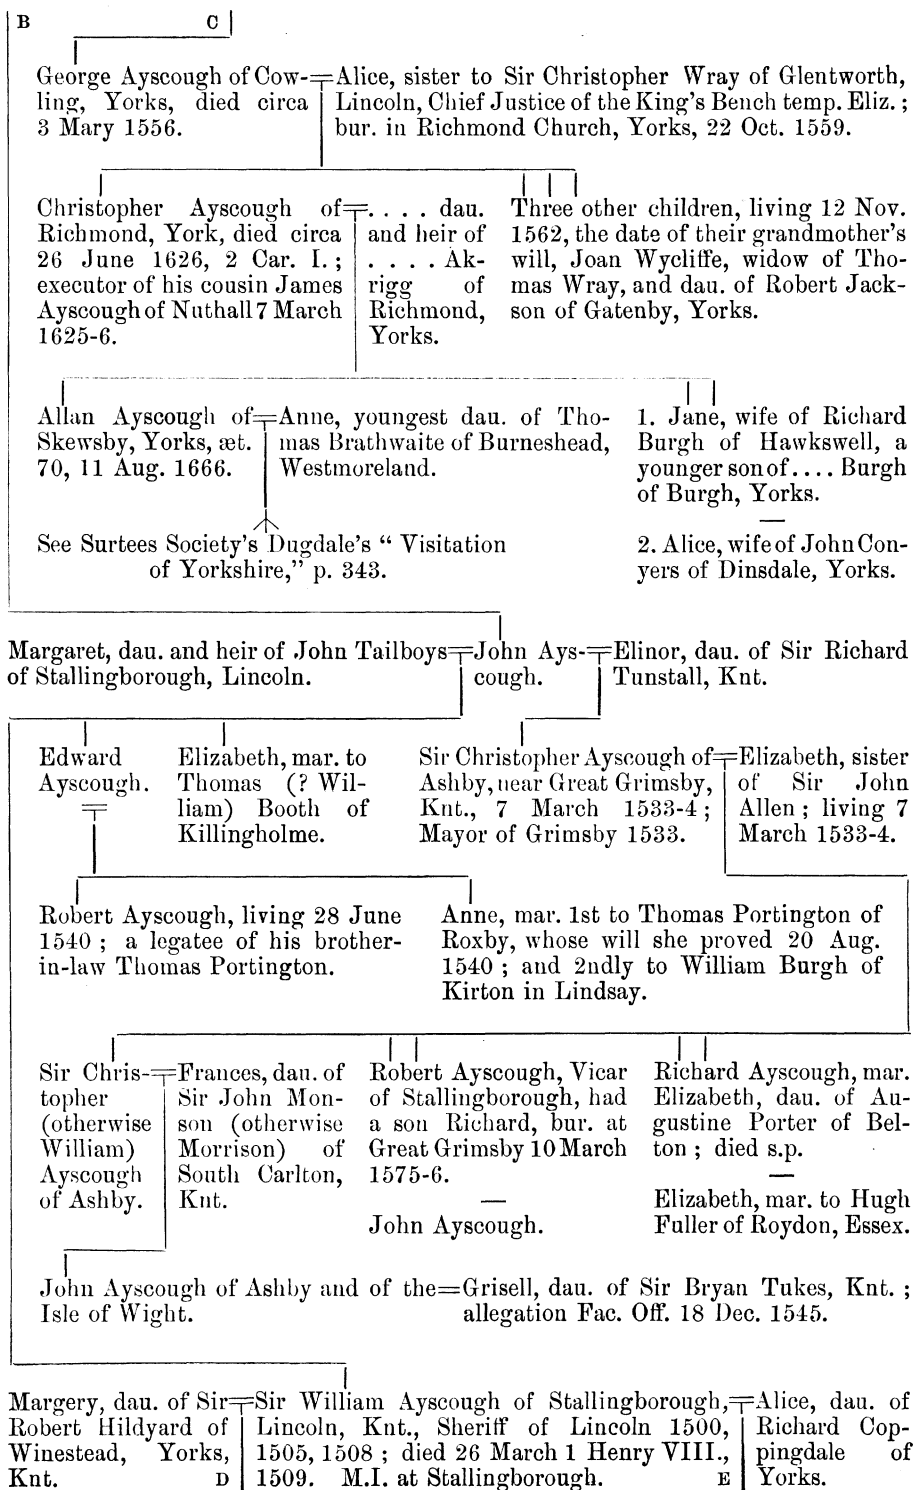 B C
George Ayscough of Cow-=Alice, sister to Sir Christopher Wray of Glentworth,
ling, Yorks, died circa Lincoln, Chief Justice of the King's Bench temp. Eliz. ;
3 Mary 1556. bur. in Richmond Church, Yorks, 22 Oct. 1559.
Christopher Ayscough of=. . . . dau.
Richmond, York, died circa and heir of
26 June 1626, 2 Car. I. ; . . . . Ak-
executor of his cousin James rigg of
Ayscough of Nuthall 7 March Richmond,
1625-6. Yorks.
Three other children, living 12 Nov.
1562, the date of their grandmother's
will, Joan Wycliffe, widow of Tho-
mas Wray, and dau. of Robert Jack-
son of Gatenby, Yorks.
Allan Ayscough of=Anne, youngest dau. of Tho-
Skewsby, Yorks, æt. mas Brathwaite of Burneshead,
70, 11 Aug. 1666. Westmoreland.
1. Jane, wife of Richard
Burgh of Hawkswell, a
younger son of . . . . Burgh
of Burgh, Yorks.
—
2. Alice, wife of John Con-
yers of Dinsdale, Yorks.
See Surtees Society's Dugdale's “ Visitation
of Yorkshire,” p. 343.
Margaret, dau. and heir of John Tailboys=John Ays-=Elinor, dau. of Sir Richard
of Stallingborough, Lincoln. cough. Tunstall, Knt.
Edward
Ayscough.
=
Elizabeth, mar. to
Thomas (? Wil-
liam) Booth of
Killingholme.
Sir Christopher Ayscough of=Elizabeth, sister
Ashby, near Great Grimsby, of Sir John
Knt., 7 March 1533-4 ; Allen ; living 7
Mayor of Grimsby 1533. March 1533-4.
Robert Ayscough, living 28 June
1540 ; a legatee of his brother-
in-law Thomas Portington.
Anne, mar. 1st to Thomas Portington of
Roxby, whose will she proved 20 Aug.
1540 ; and 2ndly to William Burgh of
Kirton in Lindsay.
Sir Chris-=Frances, dau. of
topher Sir John Mon-
(otherwise son (otherwise
William) Morrison) of
Ayscough South Carlton,
of Ashby. Knt.
Robert Ayscough, Vicar
of Stallingborough, had
a son Richard, bur. at
Great Grimsby 10 March
1575-6.
—
John Ayscough.
Richard Ayscough, mar.
Elizabeth, dau. of Au-
gustine Porter of Bel-
ton ; died s.p.
—
Elizabeth, mar. to Hugh
Fuller of Roydon, Essex.
John Ayscough of Ashby and of the=Grisell, dau. of Sir Bryan Tukes, Knt. ;
Isle of Wight. allegation Fac. Off. 18 Dec. 1545.
Margery, dau. of Sir=Sir William Ayscough of Stallingborough,=Alice, dau. of
Robert Hildyard of Lincoln, Knt., Sheriff of Lincoln 1500, Richard Cop-
Winestead, Yorks, 1505, 1508 ; died 26 March 1 Henry VIII., pingdale of
Knt. D 1509. M.I. at Stallingborough. E Yorks.